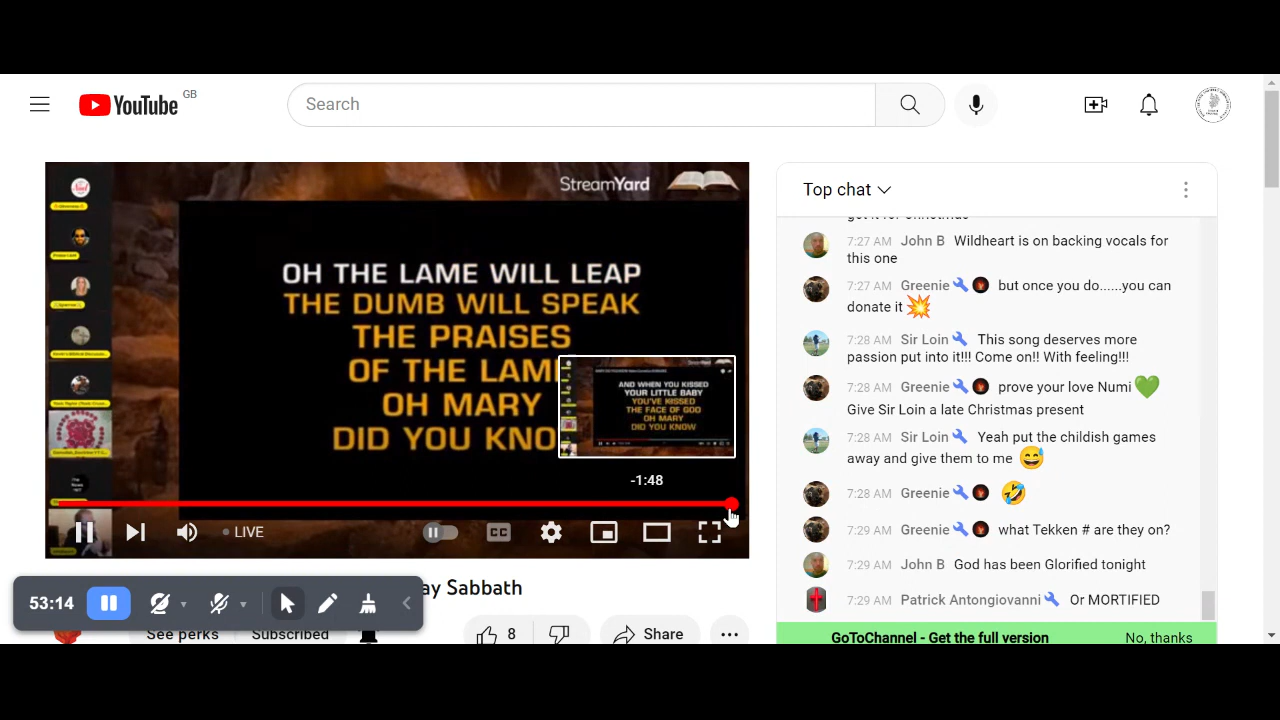 YouTube GB
Search
StreamYard
OH THE LAME WILL LEAP
THE DUMB WILL SPEAK
THE PRAISES
OF THE LAM
OH MARY
DID YOU KNO
AND WHEN YOU KISSED
YOUR LITTLE BABY
YOU'VE KISSED
THE FACE OF GOD
OH MARY
DID YOU KNOW
-1:48
LIVE
CC
ay Sabbath
53:14
See perks
Subscribed
8
Share
Top chat
7:27 AM John B Wildheart is on backing vocals for
this one
7:27 AM Greenie but once you do......you can
donate it
7:28 AM Sir Loin This song deserves more
passion put into it!!! Come on!! With feeling!!!
7:28 AM Greenie prove your love Numi
Give Sir Loin a late Christmas present
7:28 AM Sir Loin Yeah put the childish games
away and give them to me
7:28 AM Greenie
7:29 AM Greenie what Tekken # are they on?
7:29 AM John B God has been Glorified tonight
7:29 AM Patrick Antongiovanni Or MORTIFIED
GoToChannel - Get the full version
No, thanks